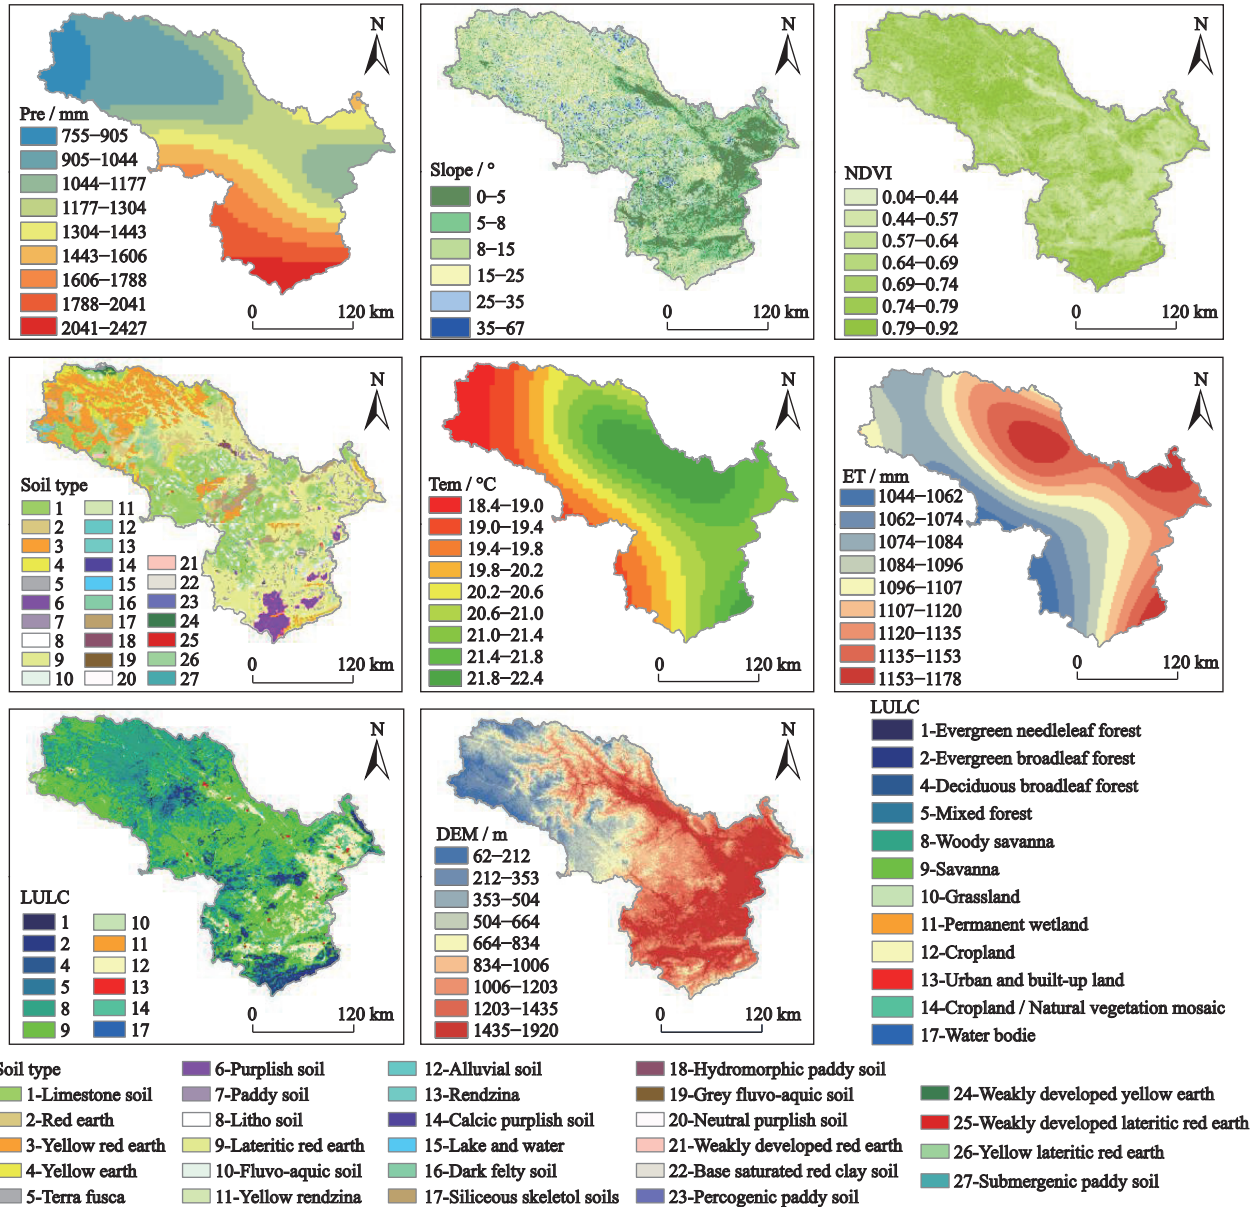 N
Pre / mm
755–905
905–1044
1044–1177
1177–1304
1304–1443
1443–1606
1606–1788
1788–2041
2041–2427
0 120 km
N
Slope / °
0–5
5–8
8–15
15–25
25–35
35–67
0 120 km
N
NDVI
0.04–0.44
0.44–0.57
0.57–0.64
0.64–0.69
0.69–0.74
0.74–0.79
0.79–0.92
0 120 km
N
Soil type
1 11
2 12
3 13
4 14 21
5 15 22
6 16 23
7 17 24
8 18 25
9 19 26
10 20 27
0 120 km
N
Tem / °C
18.4–19.0
19.0–19.4
19.4–19.8
19.8–20.2
20.2–20.6
20.6–21.0
21.0–21.4
21.4–21.8
21.8–22.4
0 120 km
N
ET / mm
1044–1062
1062–1074
1074–1084
1084–1096
1096–1107
1107–1120
1120–1135
1135–1153
1153–1178
0 120 km
N
LULC
1 10
2 11
4 12
5 13
8 14
9 17
0 120 km
N
DEM / m
62–212
212–353
353–504
504–664
664–834
834–1006
1006–1203
1203–1435
1435–1920
0 120 km
LULC
1-Evergreen needleleaf forest
2-Evergreen broadleaf forest
4-Deciduous broadleaf forest
5-Mixed forest
8-Woody savanna
9-Savanna
10-Grassland
11-Permanent wetland
12-Cropland
13-Urban and built-up land
14-Cropland / Natural vegetation mosaic
17-Water bodie
Soil type
1-Limestone soil
2-Red earth
3-Yellow red earth
4-Yellow earth
5-Terra fusca
6-Purplish soil
7-Paddy soil
8-Litho soil
9-Lateritic red earth
10-Fluvo-aquic soil
11-Yellow rendzina
12-Alluvial soil
13-Rendzina
14-Calcic purplish soil
15-Lake and water
16-Dark felty soil
17-Siliceous skeletol soils
18-Hydromorphic paddy soil
19-Grey fluvo-aquic soil
20-Neutral purplish soil
21-Weakly developed red earth
22-Base saturated red clay soil
23-Percogenic paddy soil
24-Weakly developed yellow earth
25-Weakly developed lateritic red earth
26-Yellow lateritic red earth
27-Submergenic paddy soil